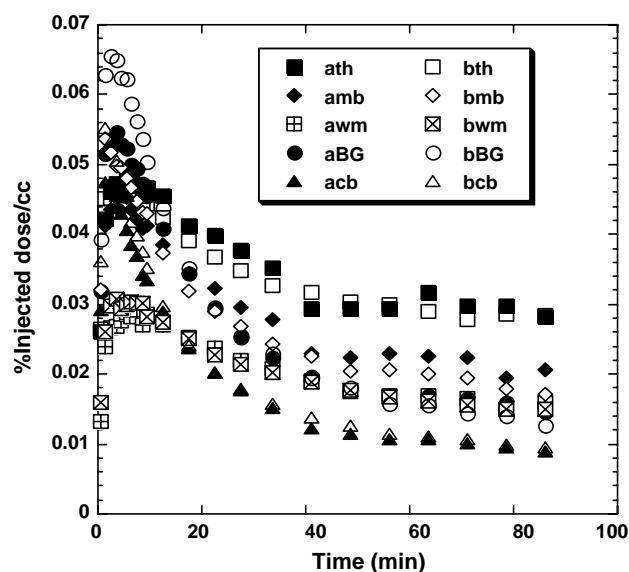 0.07
0.06
0.05
0.04
0.03
0.02
0.01
0
%Injected dose/cc
ath bth
amb bmb
awm bwm
aBG bBG
acb bcb
0 20 40 60 80 100
Time (min)